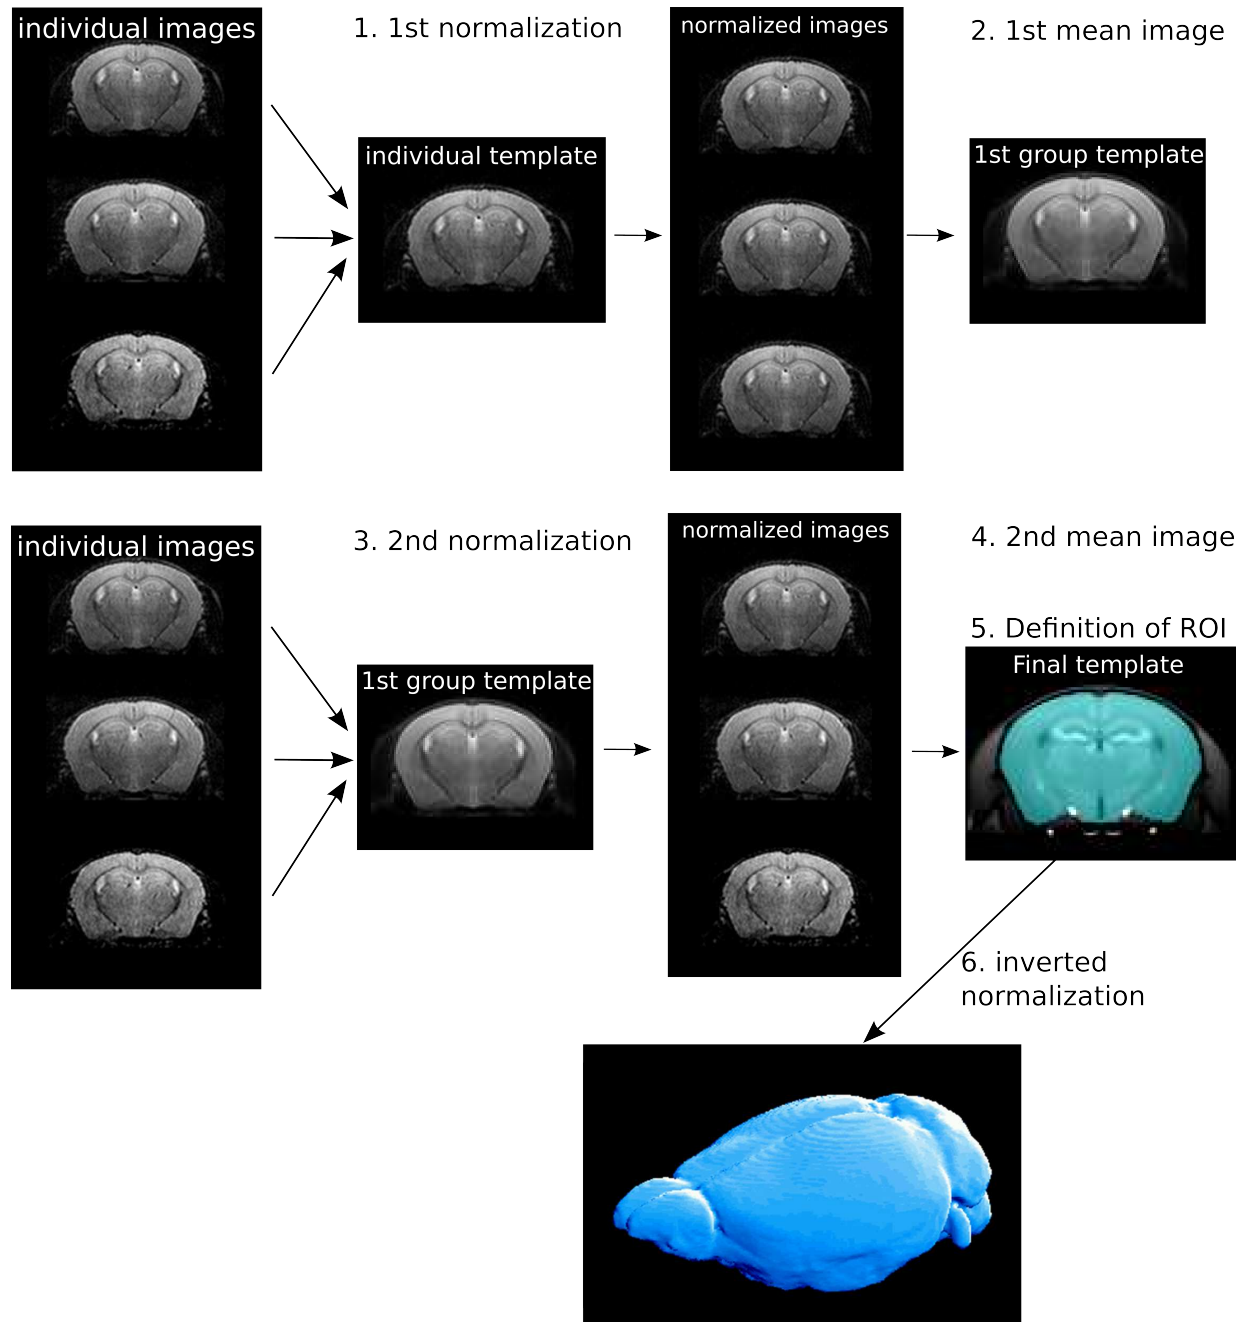 individual images
1. 1st normalization
normalized images
2. 1st mean image
individual template
1st group template
individual images
3. 2nd normalization
normalized images
4. 2nd mean image
1st group template
5. Definition of ROI
Final template
6. inverted
normalization